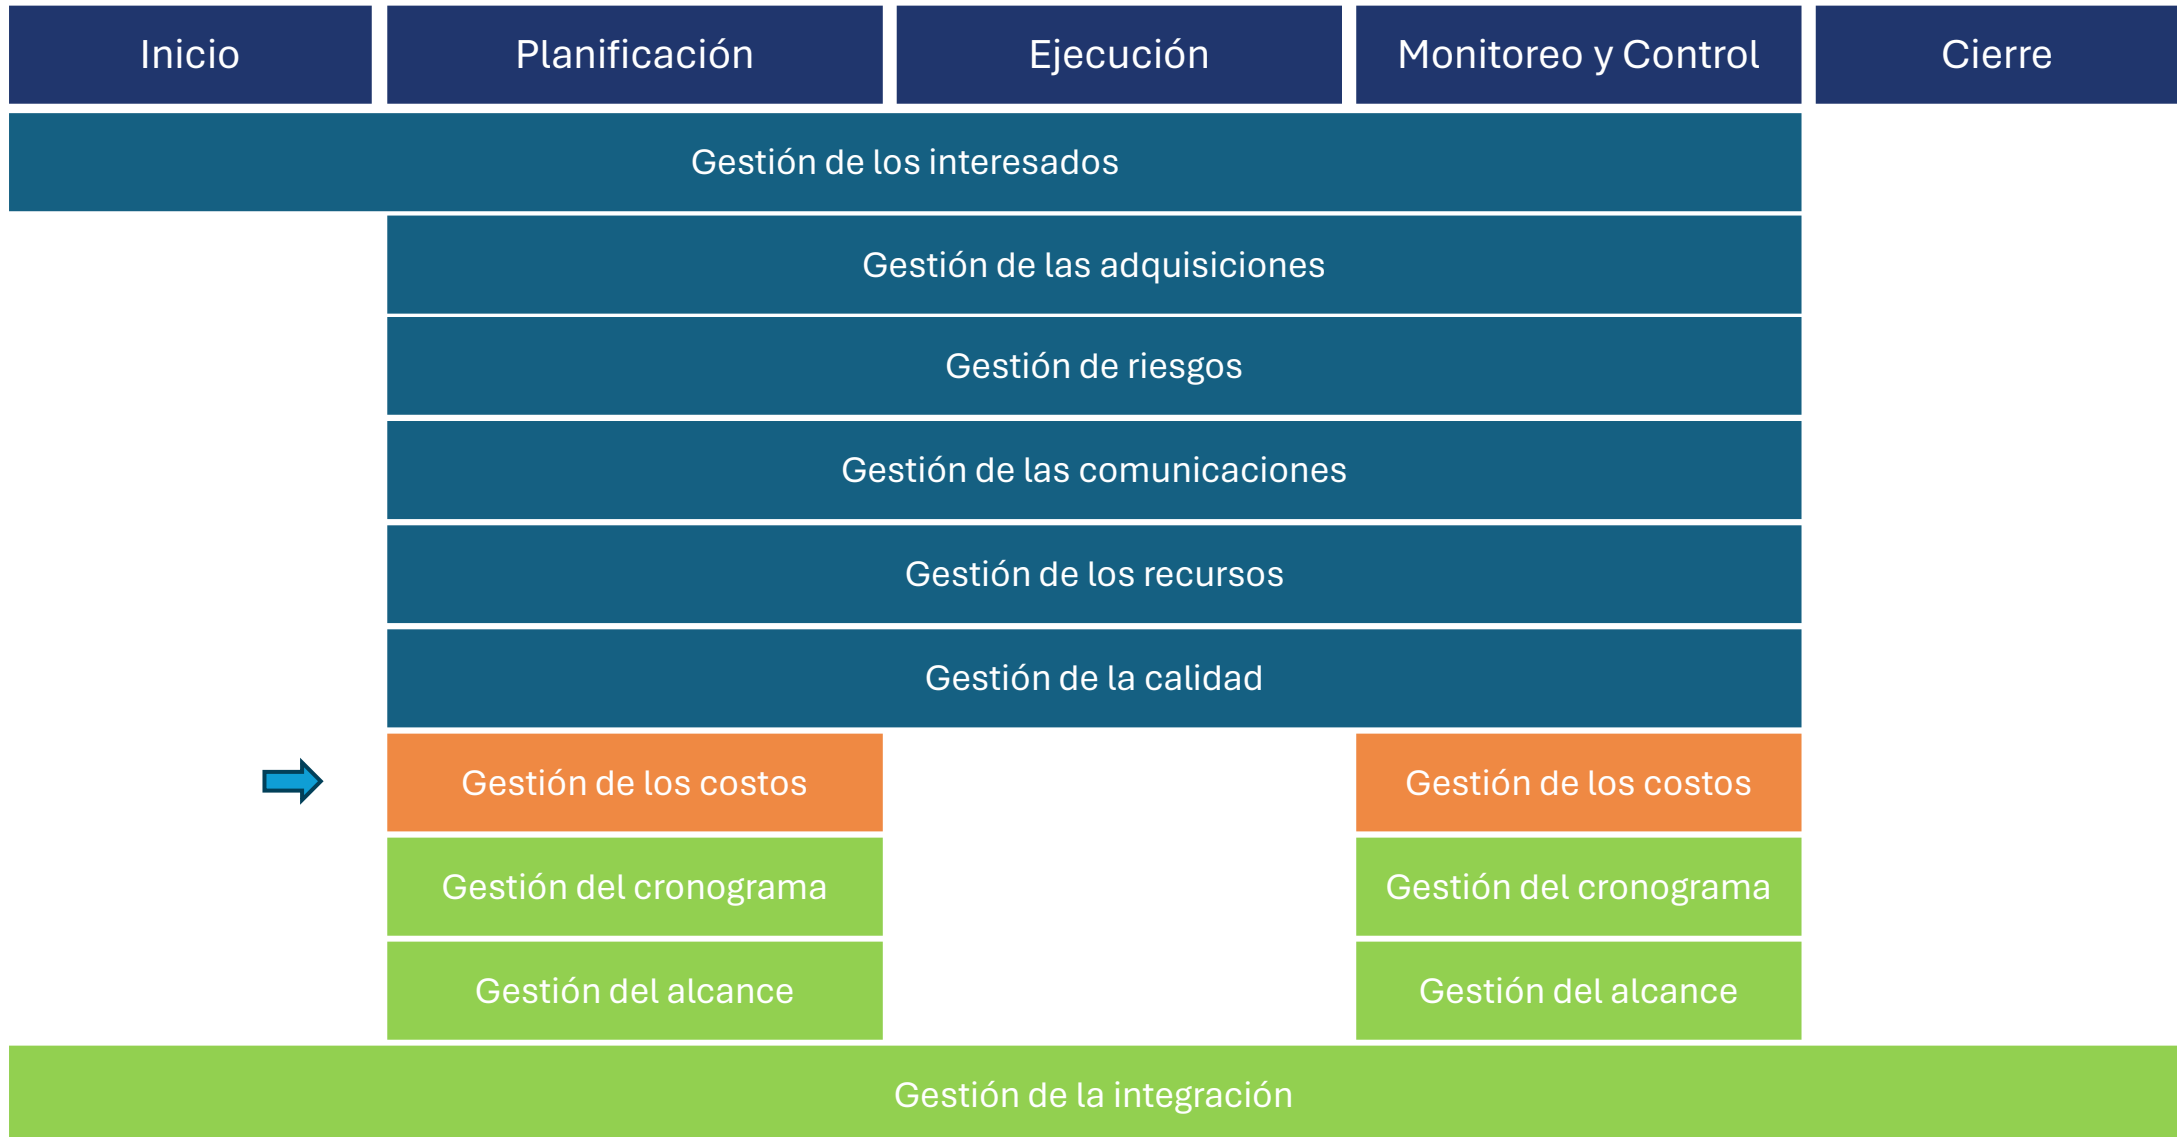 Inicio
Planificación
Ejecución
Monitoreo y Control
Cierre
Gestión de los interesados
Gestión de las adquisiciones
Gestión de riesgos
Gestión de las comunicaciones
Gestión de los recursos
Gestión de la calidad
Gestión de los costos
Gestión de los costos
Gestión del cronograma
Gestión del cronograma
Gestión del alcance
Gestión del alcance
Gestión de la integración